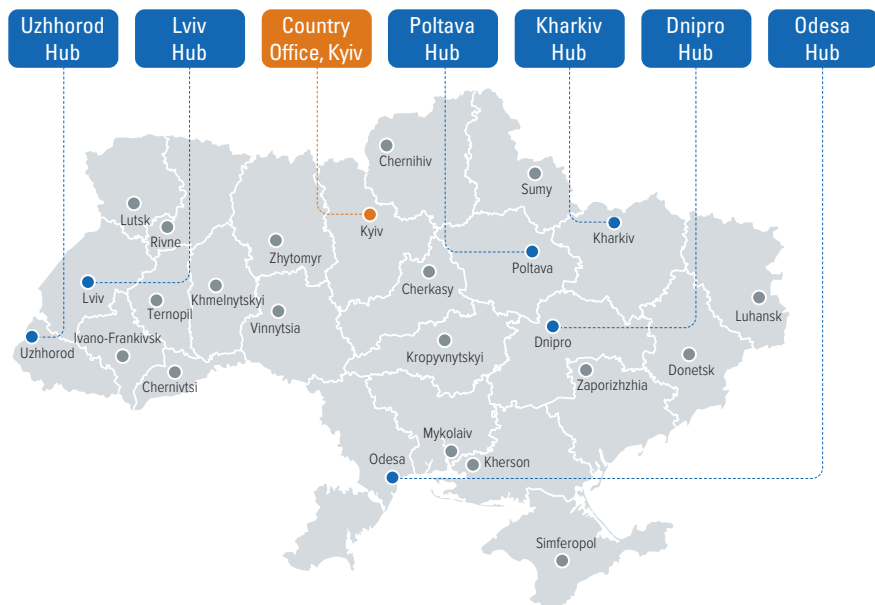 Uzhhorod
Hub
Lviv
Hub
Country
Office, Kyiv
Poltava
Hub
Kharkiv
Hub
Dnipro
Hub
Odesa
Hub
Chernihiv
Sumy
Lutsk
Rivne
Kyiv
Kharkiv
Zhytomyr
Poltava
Cherkasy
Lviv
Ternopil
Khmelnytskyi
Vinnytsia
Luhansk
Uzhhorod
Ivano-Frankivsk
Dnipro
Kropyvnytskyi
Donetsk
Chernivtsi
Zaporizhzhia
Mykolaiv
Odesa
Kherson
Simferopol